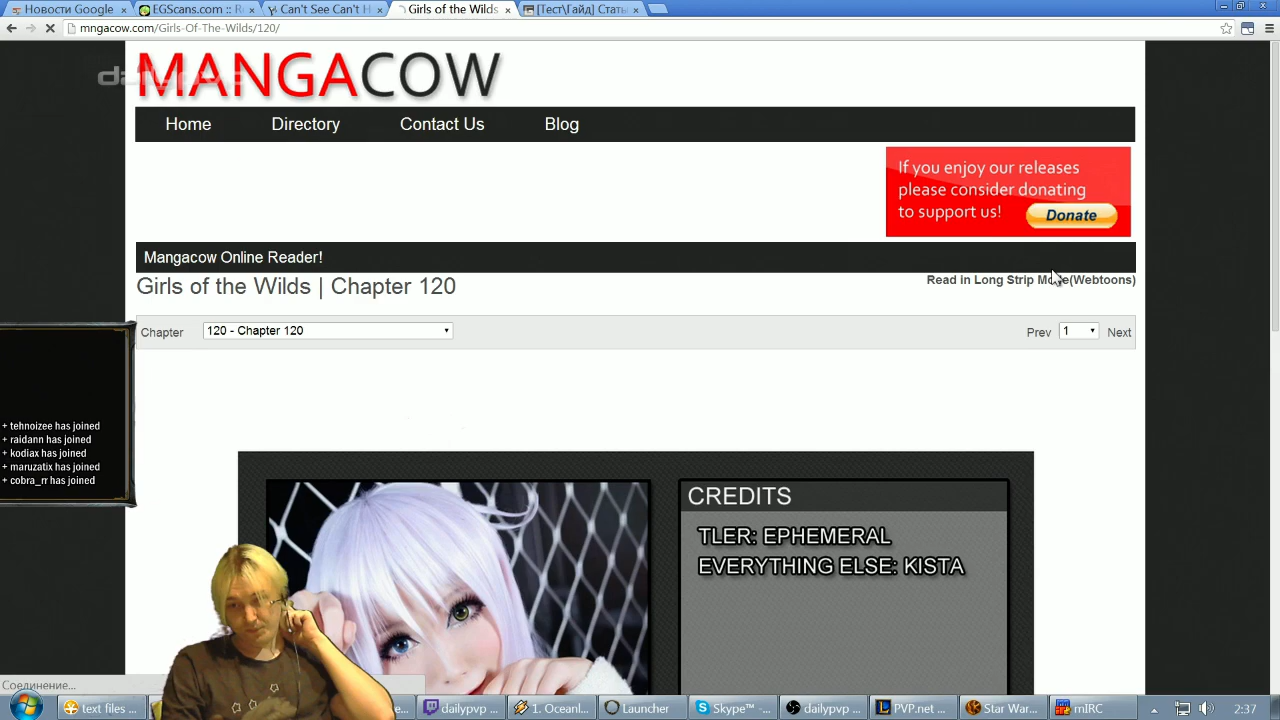 Новости Google
EGScans.com :: Re
Can't See Can't H
Girls of the Wilds
[Тест\Гайд] Стать
mngacow.com/Girls-Of-The-Wilds/120/
MANGACOW
Home Directory Contact Us Blog
If you enjoy our releases
please consider donating
to support us!
Donate
Mangacow Online Reader!
Girls of the Wilds | Chapter 120
Read in Long Strip Mode(Webtoons)
Chapter 120 - Chapter 120
Prev 1 Next
+ tehnoizee has joined
+ raidann has joined
+ kodiax has joined
+ maruzatix has joined
+ cobra_rr has joined
CREDITS
TLER: EPHEMERAL
EVERYTHING ELSE: KISTA
Соединение...
text files ...
dailypvp ...
1. Oceanl...
Launcher
Skype™ -...
dailypvp ...
PVP.net ...
Star War...
mIRC
2:37